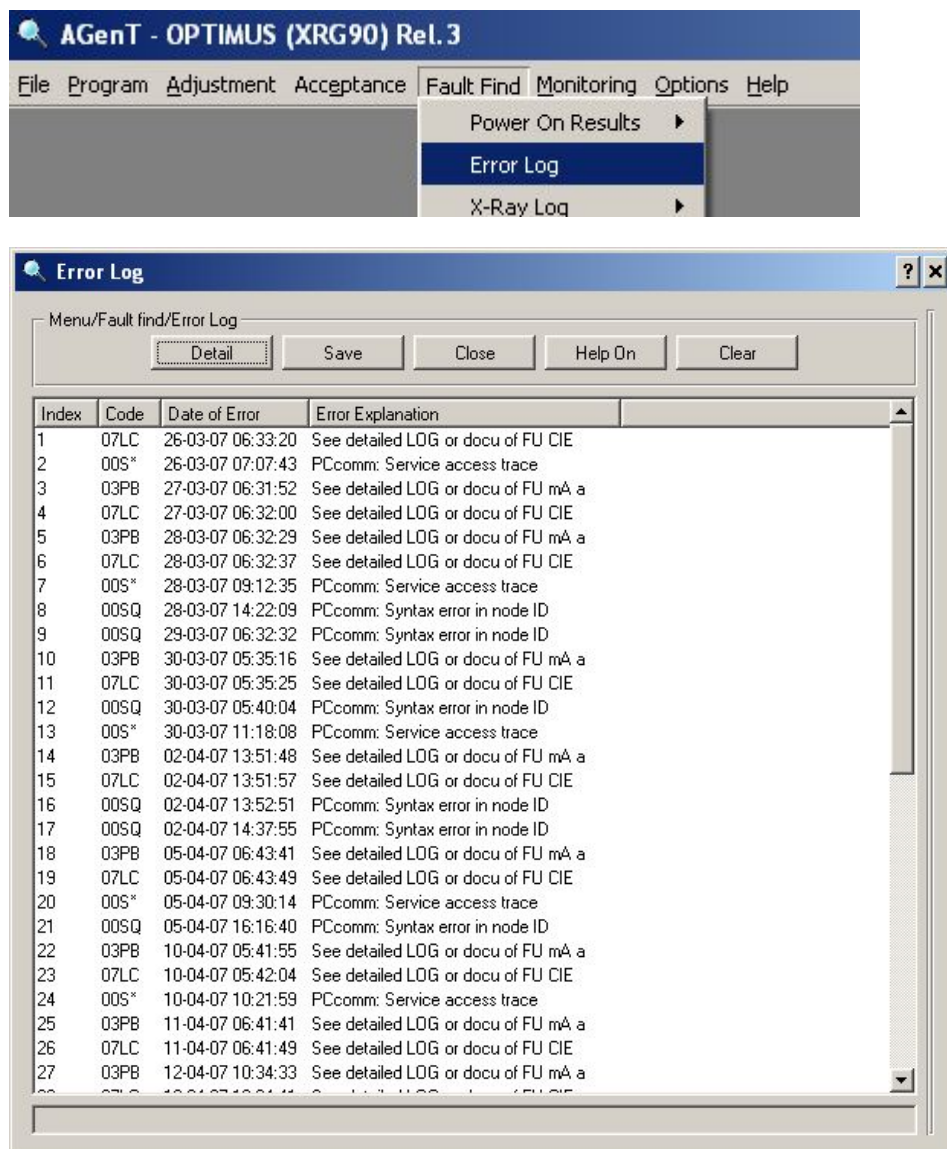 AGenT - OPTIMUS (XRG90) Rel.3
File Program Adjustment Acceptance Fault Find Monitoring Options Help
Power On Results
Error Log
X-Ray Log
Error Log
Menu/Fault find/Error Log
Detail Save Close Help On Clear
Index Code Date of Error Error Explanation
1 07LC 26-03-07 06:33:20 See detailed LOG or docu of FU CIE
2 00S* 26-03-07 07:07:43 PCcomm: Service access trace
3 03PB 27-03-07 06:31:52 See detailed LOG or docu of FU mA a
4 07LC 27-03-07 06:32:00 See detailed LOG or docu of FU CIE
5 03PB 28-03-07 06:32:29 See detailed LOG or docu of FU mA a
6 07LC 28-03-07 06:32:37 See detailed LOG or docu of FU CIE
7 00S* 28-03-07 09:12:35 PCcomm: Service access trace
8 00SQ 28-03-07 14:22:09 PCcomm: Syntax error in node ID
9 00SQ 29-03-07 06:32:32 PCcomm: Syntax error in node ID
10 03PB 30-03-07 05:35:16 See detailed LOG or docu of FU mA a
11 07LC 30-03-07 05:35:25 See detailed LOG or docu of FU CIE
12 00SQ 30-03-07 05:40:04 PCcomm: Syntax error in node ID
13 00S* 30-03-07 11:18:08 PCcomm: Service access trace
14 03PB 02-04-07 13:51:48 See detailed LOG or docu of FU mA a
15 07LC 02-04-07 13:51:57 See detailed LOG or docu of FU CIE
16 00SQ 02-04-07 13:52:51 PCcomm: Syntax error in node ID
17 00SQ 02-04-07 14:37:55 PCcomm: Syntax error in node ID
18 03PB 05-04-07 06:43:41 See detailed LOG or docu of FU mA a
19 07LC 05-04-07 06:43:49 See detailed LOG or docu of FU CIE
20 00S* 05-04-07 09:30:14 PCcomm: Service access trace
21 00SQ 05-04-07 16:16:40 PCcomm: Syntax error in node ID
22 03PB 10-04-07 05:41:55 See detailed LOG or docu of FU mA a
23 07LC 10-04-07 05:42:04 See detailed LOG or docu of FU CIE
24 00S* 10-04-07 10:21:59 PCcomm: Service access trace
25 03PB 11-04-07 06:41:41 See detailed LOG or docu of FU mA a
26 07LC 11-04-07 06:41:49 See detailed LOG or docu of FU CIE
27 03PB 12-04-07 10:34:33 See detailed LOG or docu of FU mA a